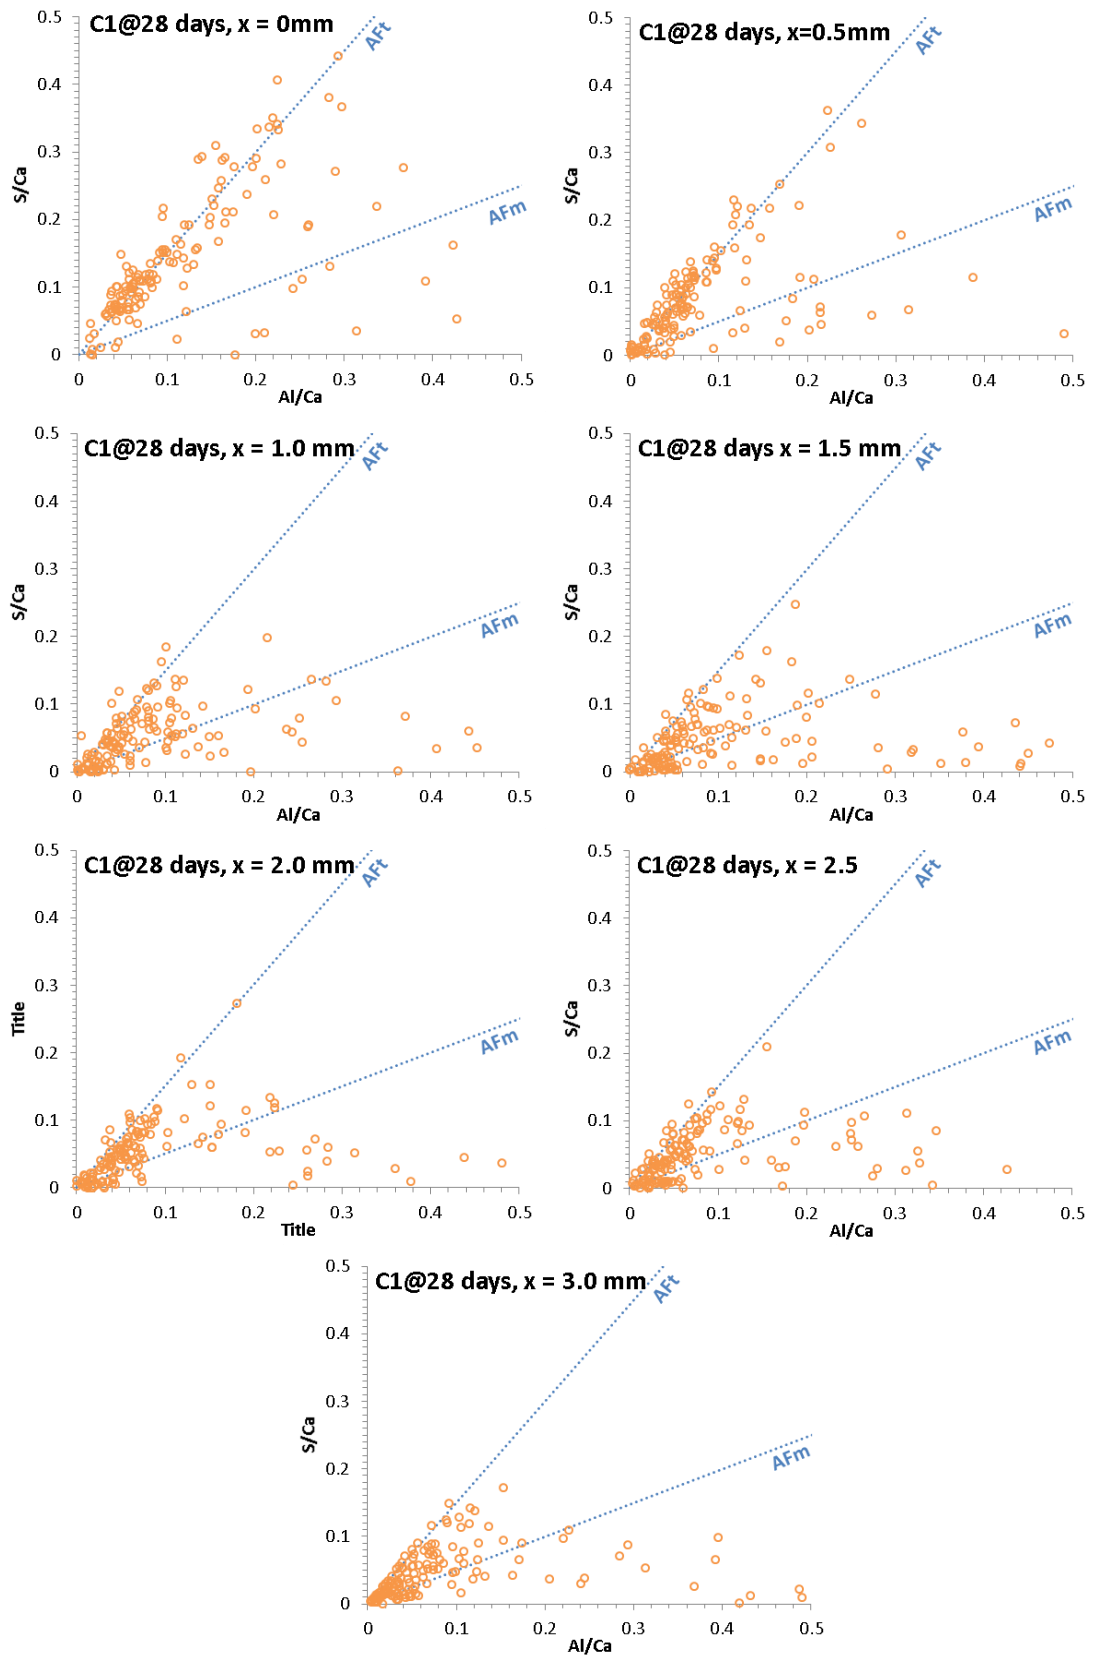 C1@28 days, x = 0mm
AFt
AFm
S/Ca
0.5
0.4
0.3
0.2
0.1
0
0 0.1 0.2 0.3 0.4 0.5
Al/Ca
C1@28 days, x=0.5mm
AFt
AFm
S/Ca
0.5
0.4
0.3
0.2
0.1
0
0 0.1 0.2 0.3 0.4 0.5
Al/Ca
C1@28 days, x = 1.0 mm
AFt
AFm
S/Ca
0.5
0.4
0.3
0.2
0.1
0
0 0.1 0.2 0.3 0.4 0.5
Al/Ca
C1@28 days x = 1.5 mm
AFt
AFm
S/Ca
0.5
0.4
0.3
0.2
0.1
0
0 0.1 0.2 0.3 0.4 0.5
Al/Ca
C1@28 days, x = 2.0 mm
AFt
AFm
Title
0.5
0.4
0.3
0.2
0.1
0
0 0.1 0.2 0.3 0.4 0.5
Title
C1@28 days, x = 2.5
AFt
AFm
S/Ca
0.5
0.4
0.3
0.2
0.1
0
0 0.1 0.2 0.3 0.4 0.5
Al/Ca
C1@28 days, x = 3.0 mm
AFt
AFm
S/Ca
0.5
0.4
0.3
0.2
0.1
0
0 0.1 0.2 0.3 0.4 0.5
Al/Ca